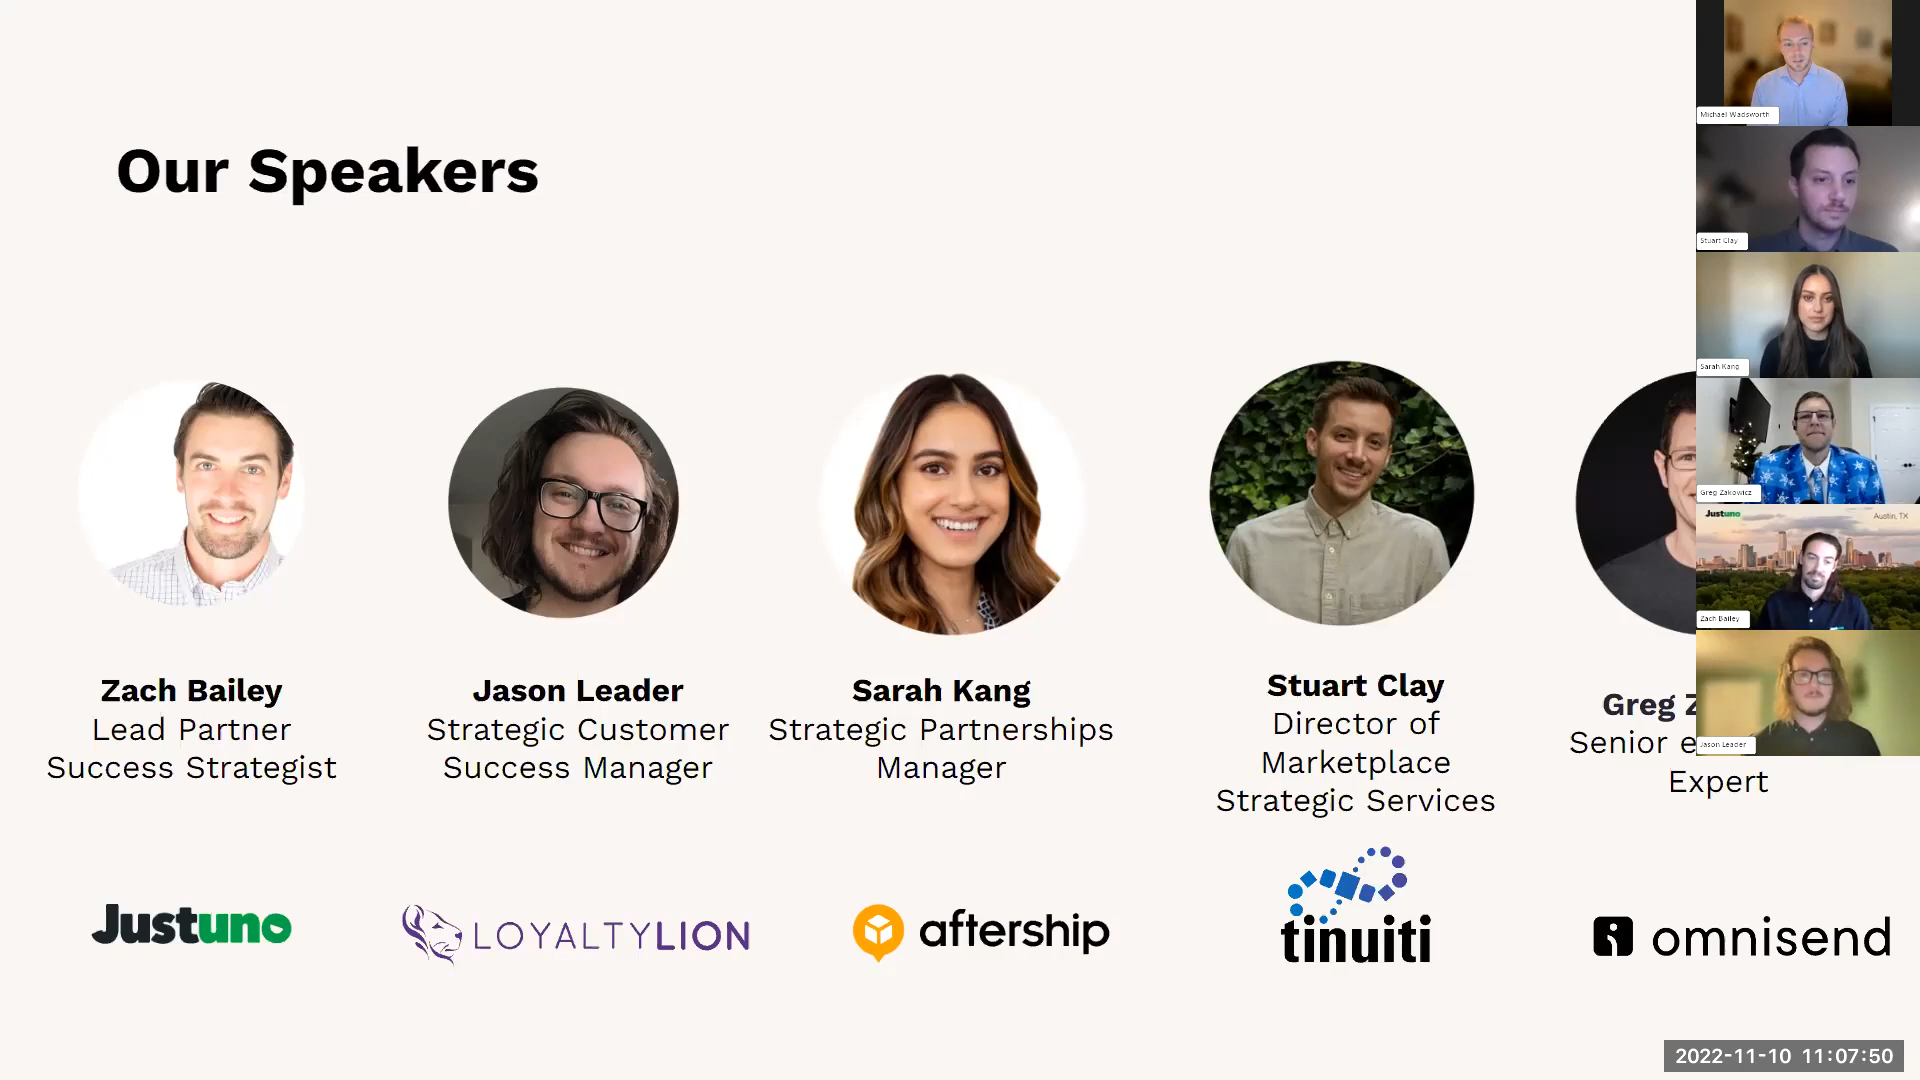 Our Speakers
Zach Bailey
Lead Partner
Success Strategist
Justuno
Jason Leader
Strategic Customer
Success Manager
LOYALTYLION
Sarah Kang
Strategic Partnerships
Manager
aftership
Stuart Clay
Director of
Marketplace
Strategic Services
tinuiti
Greg
Senior
Expert
omnisend
Michael Wadsworth
Stuart Clay
Sarah Kang
Greg Zakowicz
Justuno
Austin, TX
Zach Bailey
Jason Leader
2022-11-10 11:07:50